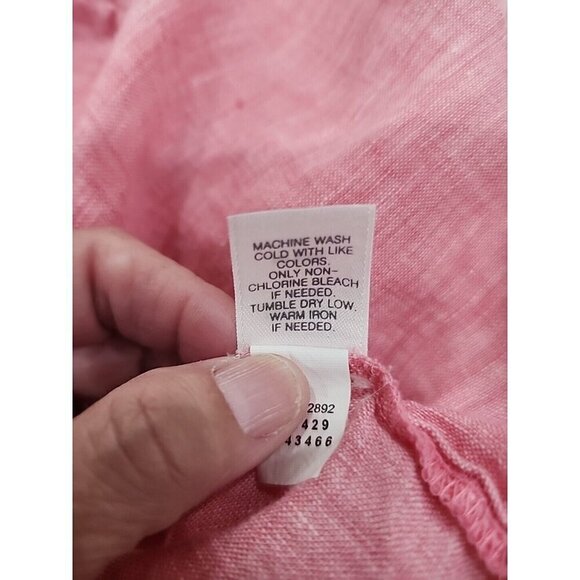 MACHINE WASH
COLD WITH LIKE
COLORS.
ONLY NON-
CHLORINE BLEACH
IF NEEDED.
TUMBLE DRY LOW.
WARM IRON
IF NEEDED.
2892
429
43466